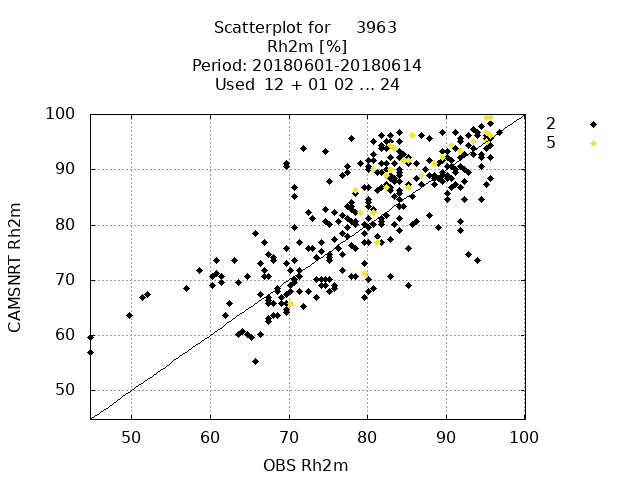 Scatterplot for 3963
Rh2m [%]
Period: 20180601-20180614
Used 12 + 01 02 ... 24
2
5
100
90
80
70
60
50
CAMSNRT Rh2m
50 60 70 80 90 100
OBS Rh2m